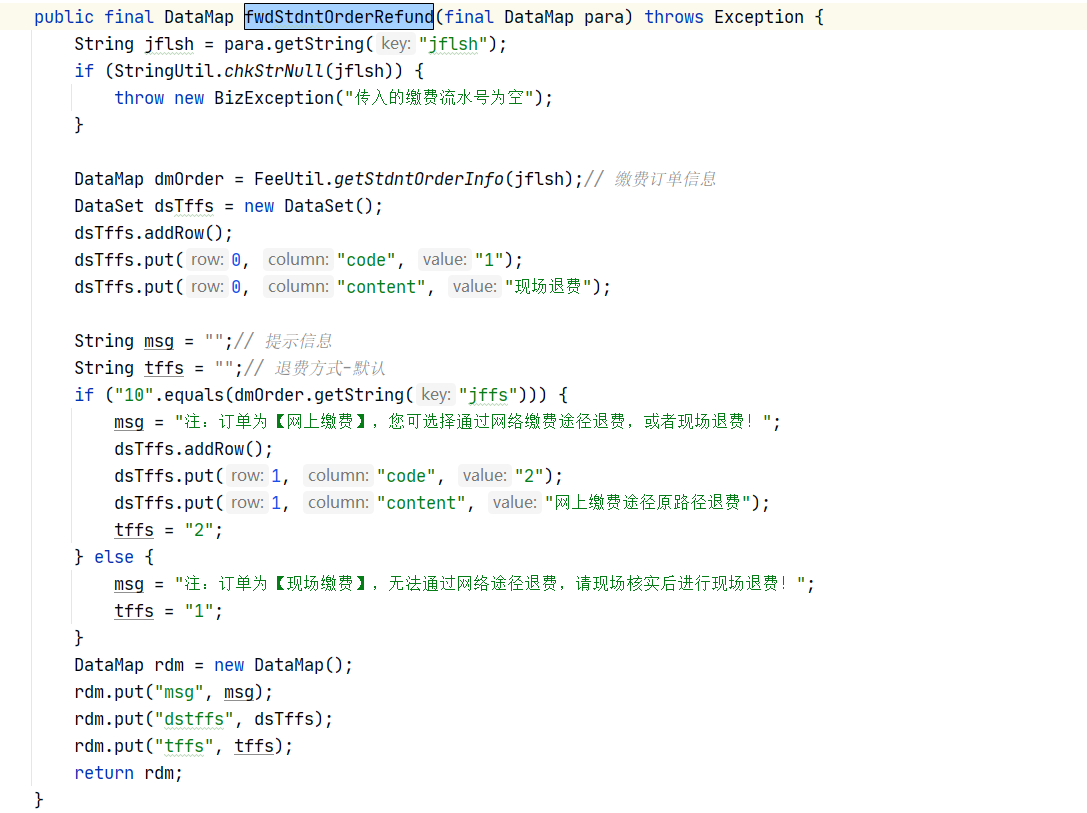 public final DataMap fwdStdntOrderRefund(final DataMap para) throws Exception {
String jflsh = para.getString( key: "jflsh");
if (StringUtil.chkStrNull(jflsh)) {
throw new BizException("传入的缴费流水号为空");
}
DataMap dmOrder = FeeUtil.getStdntOrderInfo(jflsh);// 缴费订单信息
DataSet dsTffs = new DataSet();
dsTffs.addRow();
dsTffs.put( row: 0, column: "code", value: "1");
dsTffs.put( row: 0, column: "content", value: "现场退费");
String msg = "";// 提示信息
String tffs = "";// 退费方式-默认
if ("10".equals(dmOrder.getString( key: "jffs"))) {
msg = "注：订单为【网上缴费】，您可选择通过网络缴费途径退费，或者现场退费！";
dsTffs.addRow();
dsTffs.put( row: 1, column: "code", value: "2");
dsTffs.put( row: 1, column: "content", value: "网上缴费途径原路径退费");
tffs = "2";
} else {
msg = "注：订单为【现场缴费】，无法通过网络途径退费，请现场核实后进行现场退费！";
tffs = "1";
}
DataMap rdm = new DataMap();
rdm.put("msg", msg);
rdm.put("dstffs", dsTffs);
rdm.put("tffs", tffs);
return rdm;
}